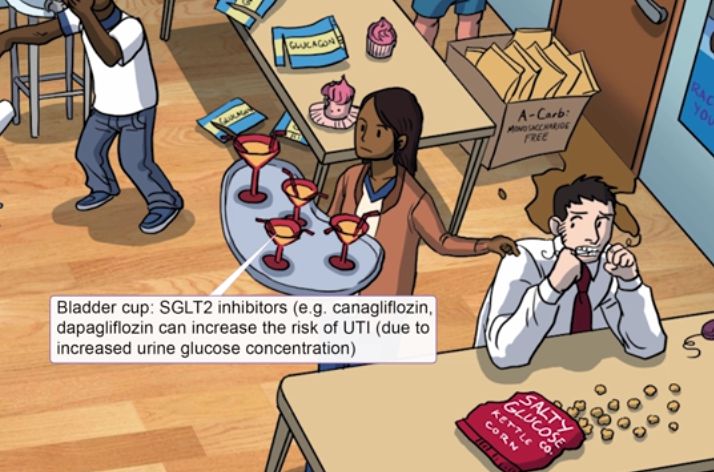 GLUCAGON
GLUCAGON
A-Carb:
MONOSACCHARIDE
FREE
Bladder cup: SGLT2 inhibitors (e.g. canagliflozin,
dapagliflozin can increase the risk of UTI (due to
increased urine glucose concentration)
SALTY
GLUCOSE
CO.
KETTLE
CORN